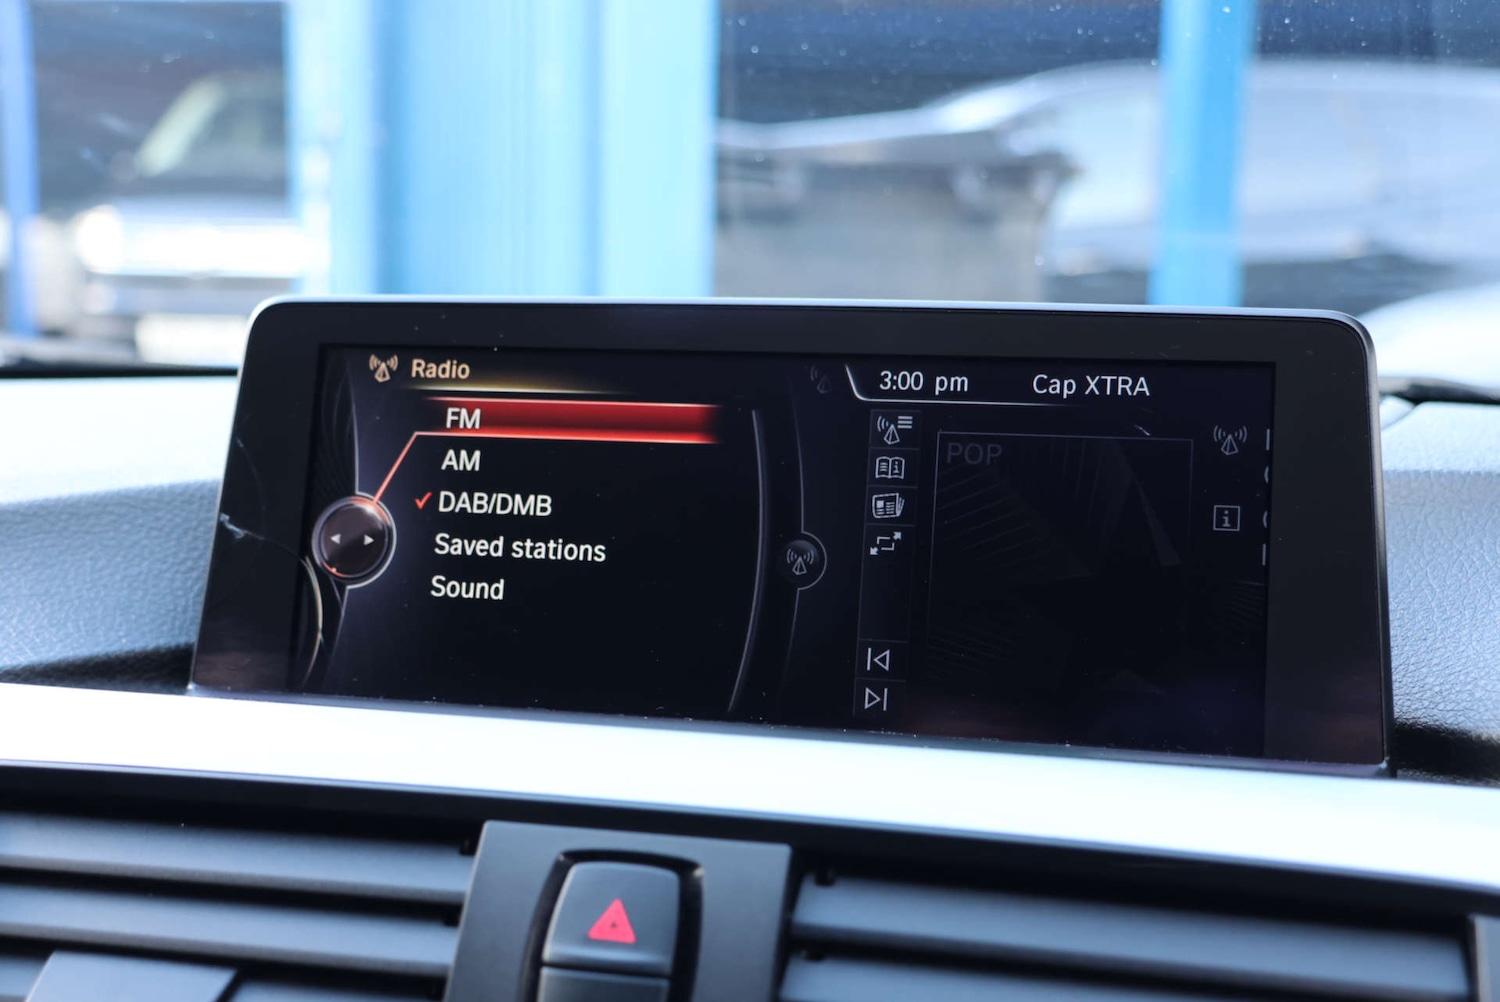 Radio
FM
AM
DAB/DMB
Saved stations
Sound
3:00 pm
Cap XTRA
POP